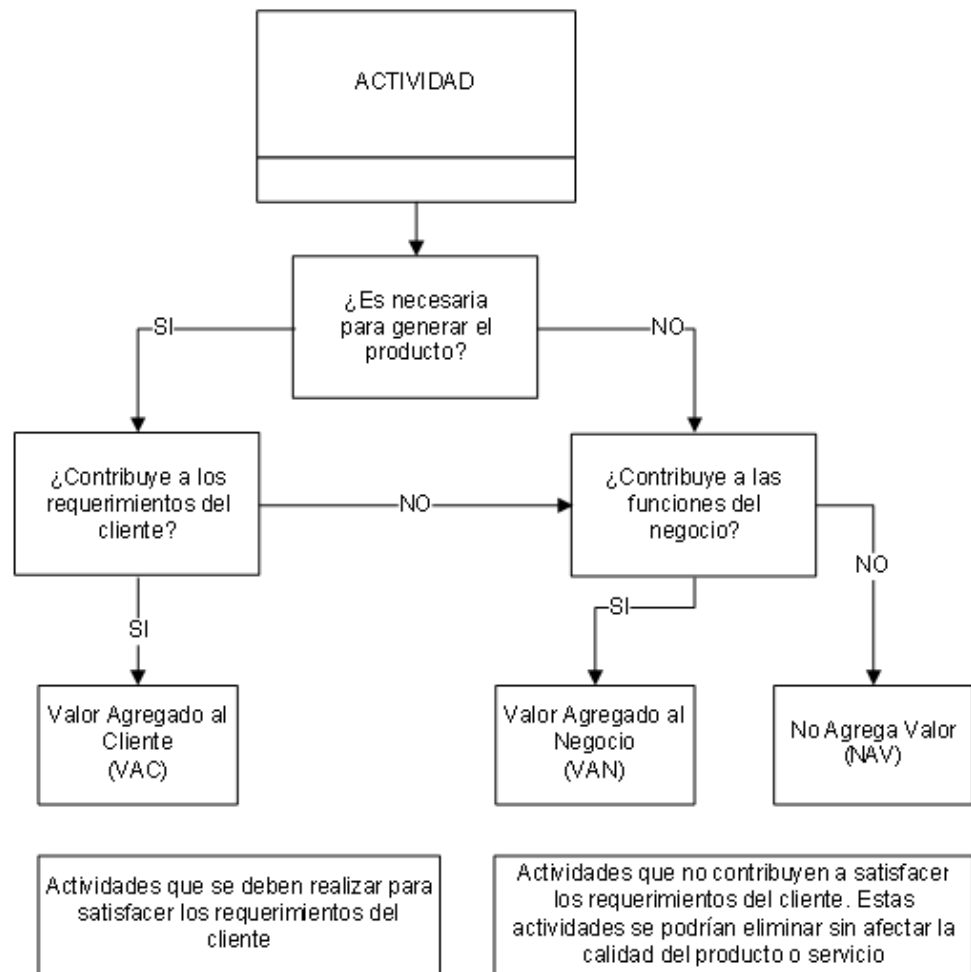 ACTIVIDAD
¿Es necesaria
para generar el
producto?
SI
NO
¿Contribuye a los
requerimientos del
cliente?
NO
¿Contribuye a las
funciones del
negocio?
NO
SI
SI
Valor Agregado al
Cliente
(VAC)
Valor Agregado al
Negocio
(VAN)
No Agrega Valor
(NAV)
Actividades que se deben realizar para
satisfacer los requerimientos del
cliente
Actividades que no contribuyen a satisfacer
los requerimientos del cliente. Estas
actividades se podrían eliminar sin afectar la
calidad del producto o servicio